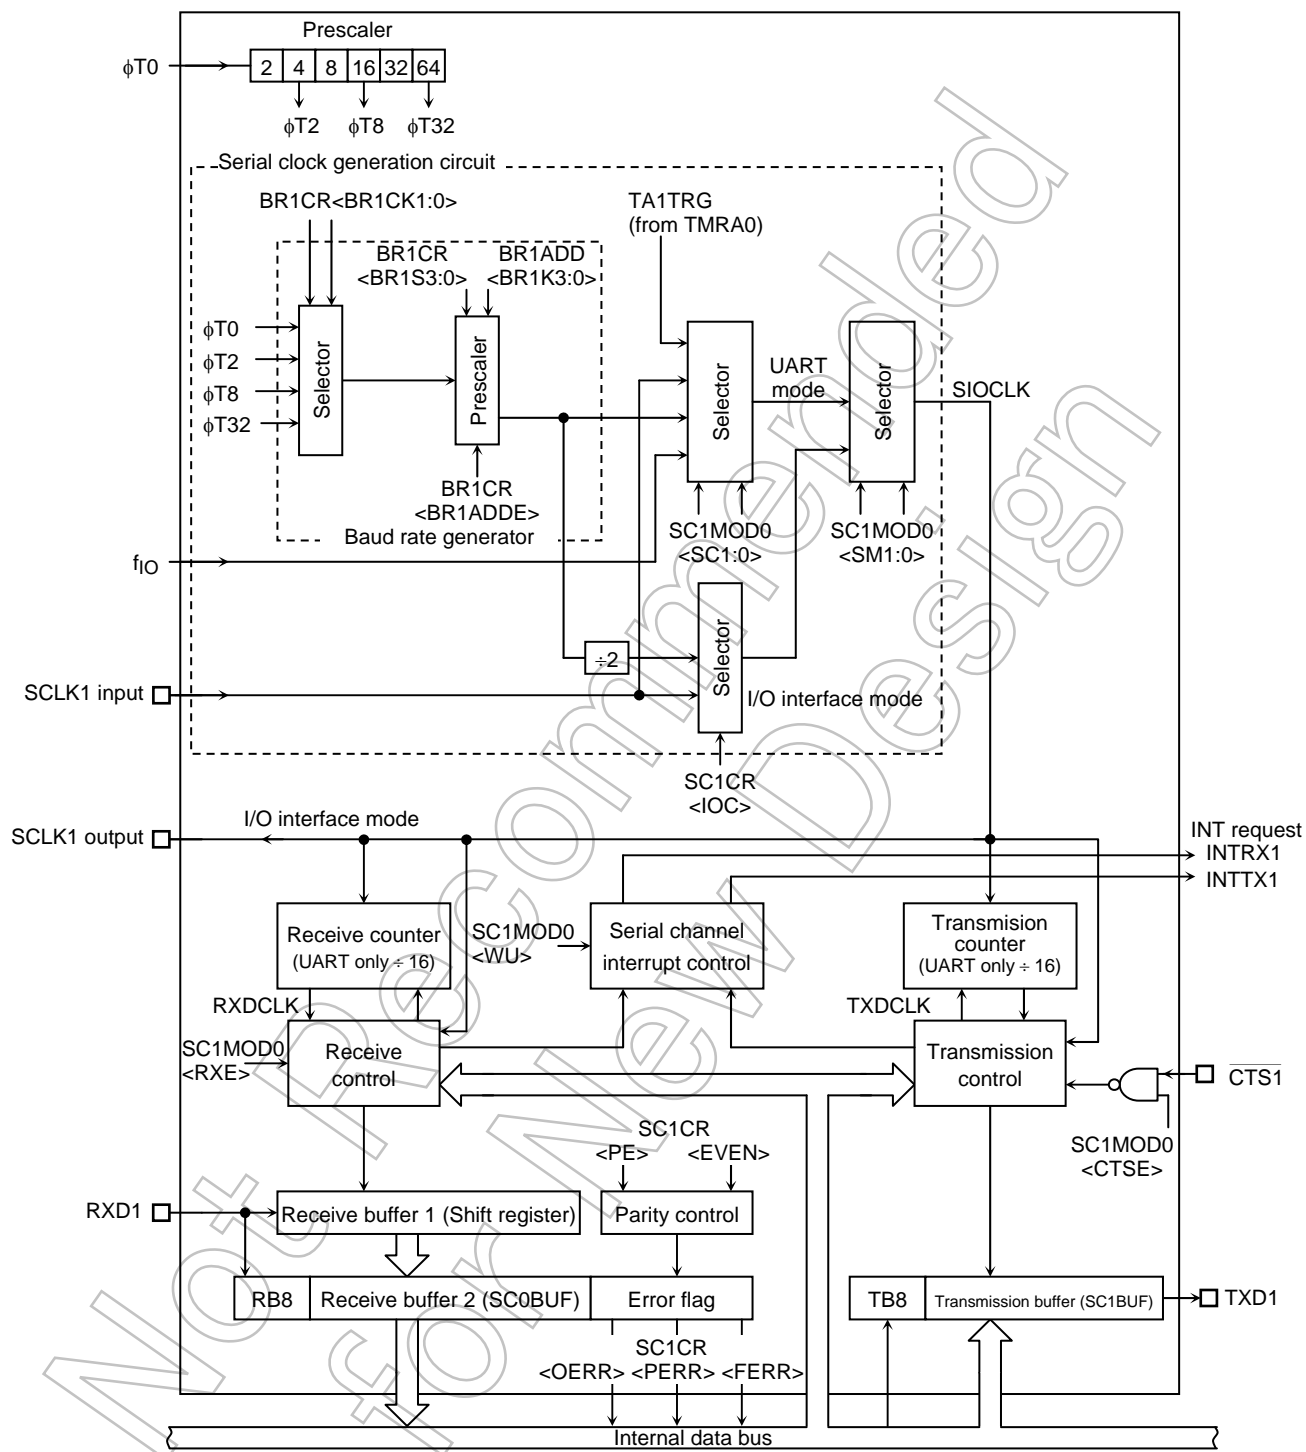 Prescaler
ϕT0
2 4 8 16 32 64
ϕT2 ϕT8 ϕT32
Serial clock generation circuit
BR1CR<BR1CK1:0>
TA1TRG
(from TMRA0)
BR1CR
<BR1S3:0>
BR1ADD
<BR1K3:0>
ϕT0
ϕT2
ϕT8
ϕT32
Selector
Prescaler
BR1CR
<BR1ADDE>
Baud rate generator
Selector
UART
mode
Selector
SIOCLK
SC1MOD0
<SC1:0>
SC1MOD0
<SM1:0>
fIO
÷2
Selector
SCLK1 input
I/O interface mode
SC1CR
<IOC>
SCLK1 output
I/O interface mode
INT request
INTRX1
INTTX1
Receive counter
(UART only ÷ 16)
SC1MOD0
<WU>
Serial channel
interrupt control
Transmision
counter
(UART only ÷ 16)
RXDCLK
TXDCLK
SC1MOD0
<RXE>
Receive
control
Transmission
control
CTS1
SC1MOD0
<CTSE>
SC1CR
<PE> <EVEN>
RXD1
Receive buffer 1 (Shift register)
Parity control
RB8
Receive buffer 2 (SC0BUF)
Error flag
TB8
Transmission buffer (SC1BUF)
TXD1
SC1CR
<OERR> <PERR> <FERR>
Internal data bus
Not Recommended
for New Design